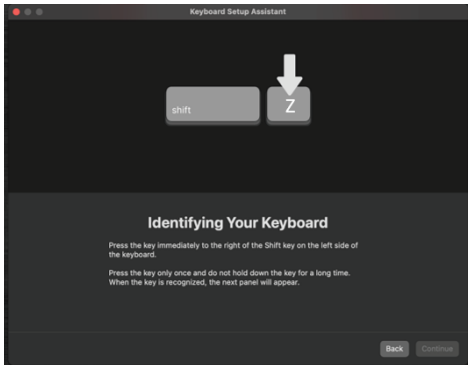 Keyboard Setup Assistant
shift
Z
Identifying Your Keyboard
Press the key immediately to the right of the Shift key on the left side of
the keyboard.
Press the key only once and do not hold down the key for a long time.
When the key is recognized, the next panel will appear.
Back
Continue